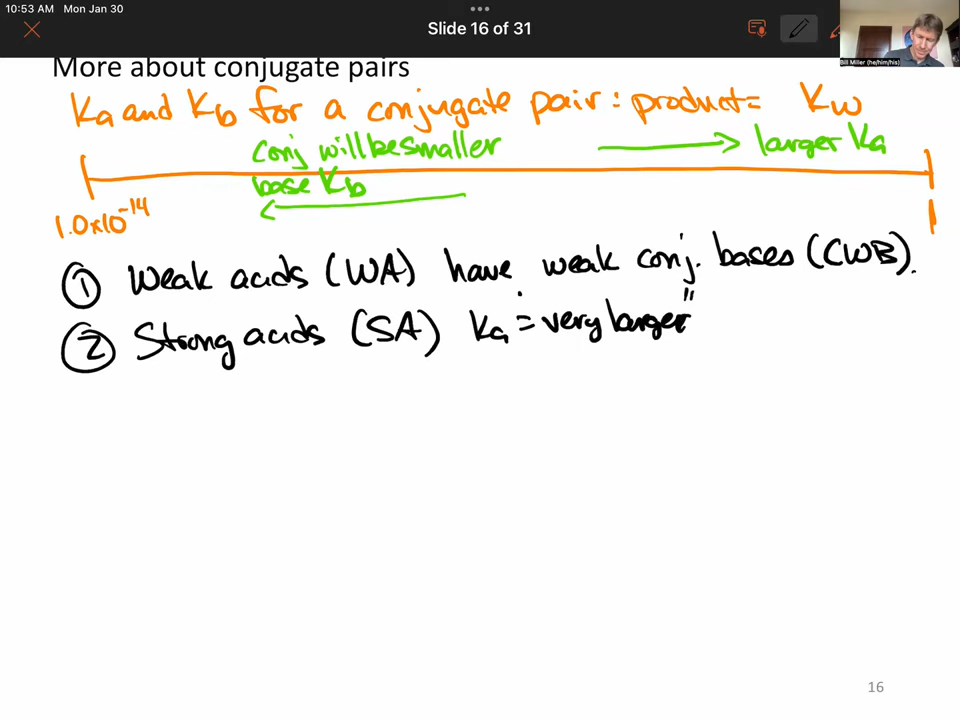 10:53 AM Mon Jan 30
Slide 16 of 31
Bill Miller (he/him/his)
More about conjugate pairs
Ka and Kb for a conjugate pair: product = Kw
conj will be smaller → larger Ka
base Kb
1.0x10-14 1
① Weak acids (WA) have weak conj. bases (CWB).
② Strong acids (SA) Ka = "very larger"
16